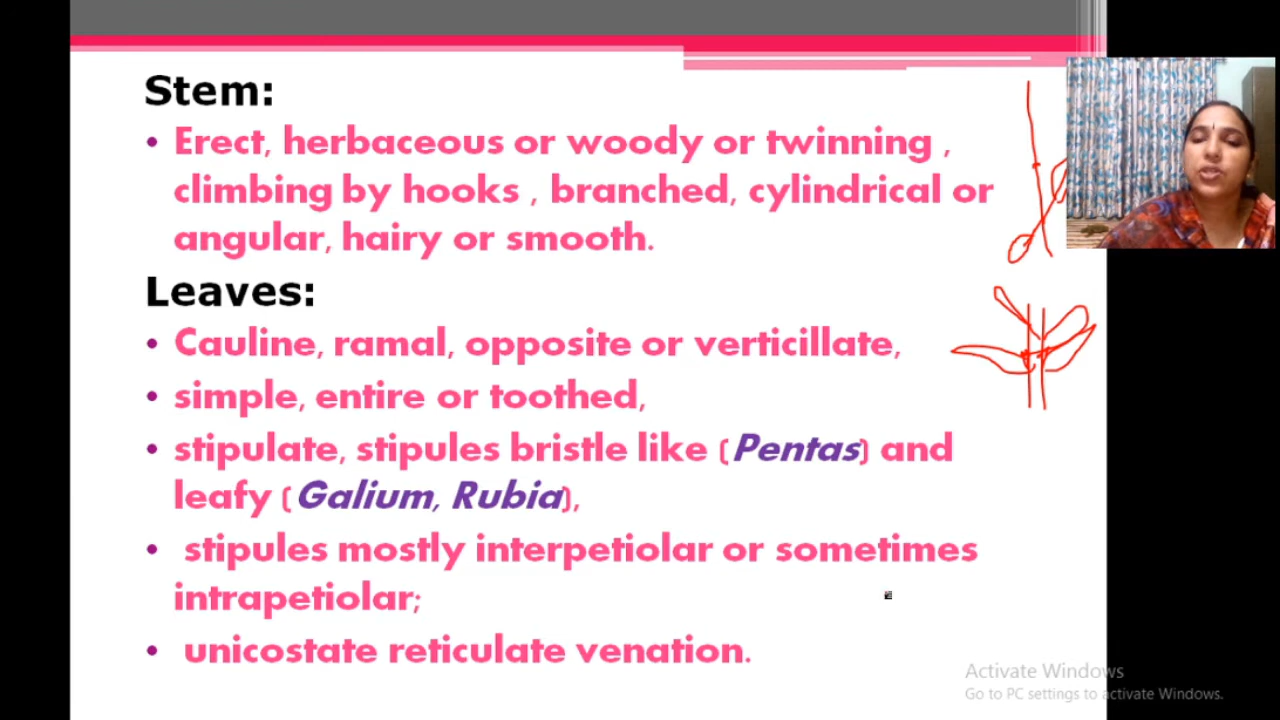 Stem:
• Erect, herbaceous or woody or twinning ,
climbing by hooks , branched, cylindrical or
angular, hairy or smooth.
Leaves:
• Cauline, ramal, opposite or verticillate,
• simple, entire or toothed,
• stipulate, stipules bristle like (Pentas) and
leafy (Galium, Rubia),
• stipules mostly interpetiolar or sometimes
intrapetiolar;
• unicostate reticulate venation.
Activate Windows
Go to PC settings to activate Windows.